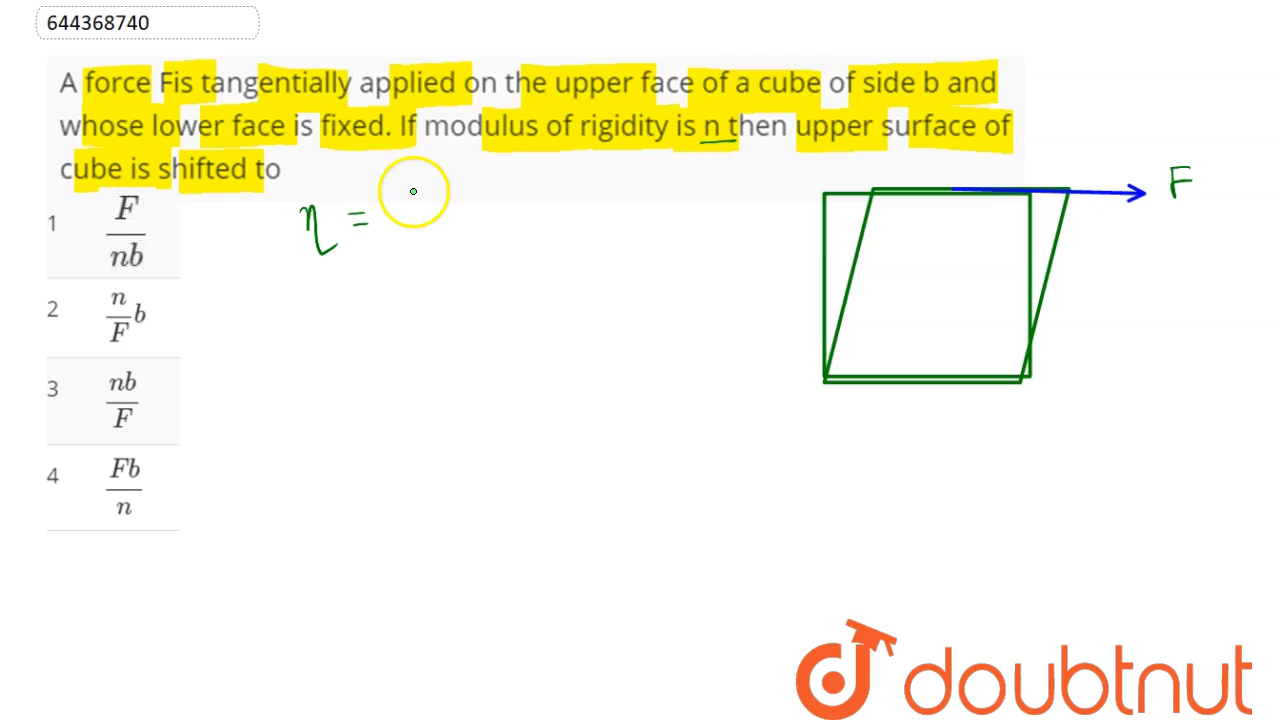 644368740
A force Fis tangentially applied on the upper face of a cube of side b and
whose lower face is fixed. If modulus of rigidity is n then upper surface of
cube is shifted to
1 F/nb
2 n/F b
3 nb/F
4 Fb/n
η =
F
doubtnut